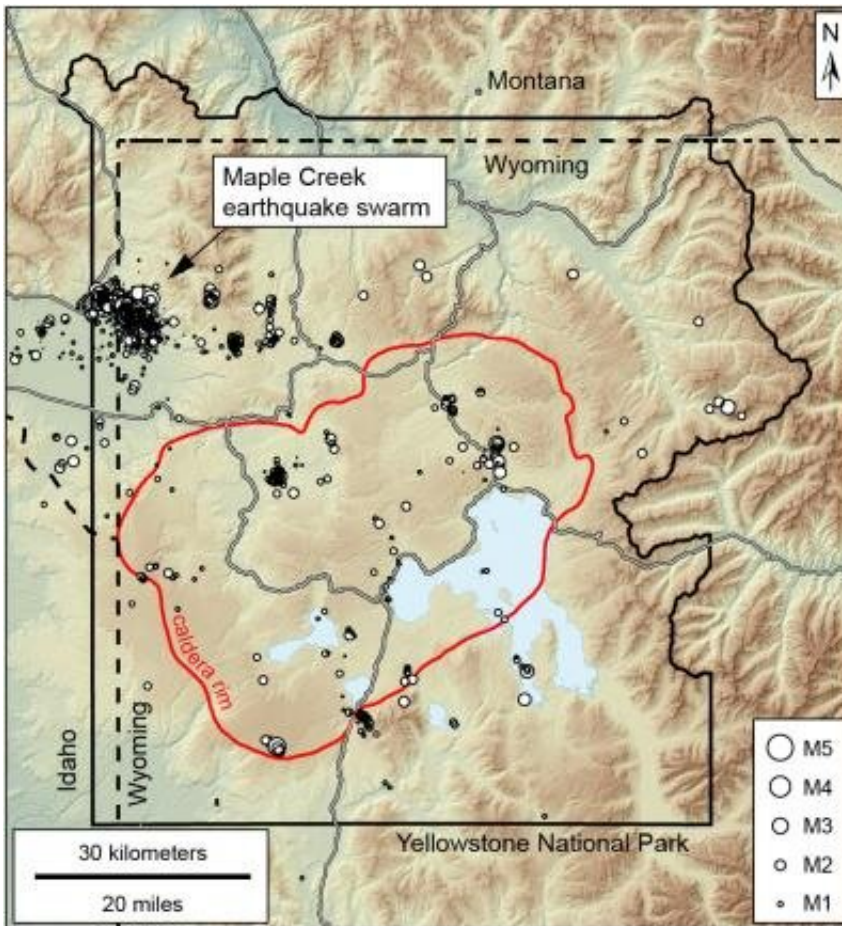 N
Montana
Wyoming
Maple Creek
earthquake swarm
caldera rim
Idaho
Wyoming
Yellowstone National Park
30 kilometers
20 miles
M5
M4
M3
M2
M1